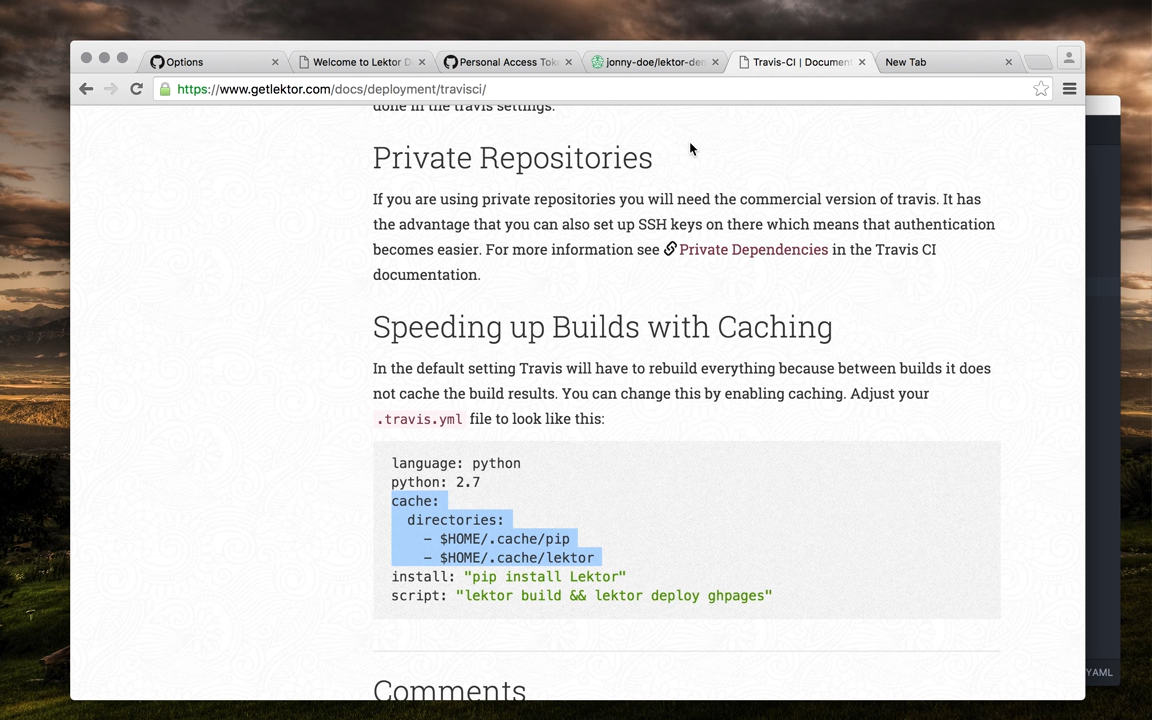 Options
Welcome to Lektor D
Personal Access Tok
jonny-doe/lektor-de
Travis-CI | Document
New Tab
https://www.getlektor.com/docs/deployment/travisci/
done in the travis settings.
Private Repositories
If you are using private repositories you will need the commercial version of travis. It has
the advantage that you can also set up SSH keys on there which means that authentication
becomes easier. For more information see Private Dependencies in the Travis CI
documentation.
Speeding up Builds with Caching
In the default setting Travis will have to rebuild everything because between builds it does
not cache the build results. You can change this by enabling caching. Adjust your
.travis.yml file to look like this:
language: python
python: 2.7
cache:
  directories:
    - $HOME/.cache/pip
    - $HOME/.cache/lektor
install: "pip install Lektor"
script: "lektor build && lektor deploy ghpages"
YAML
Comments